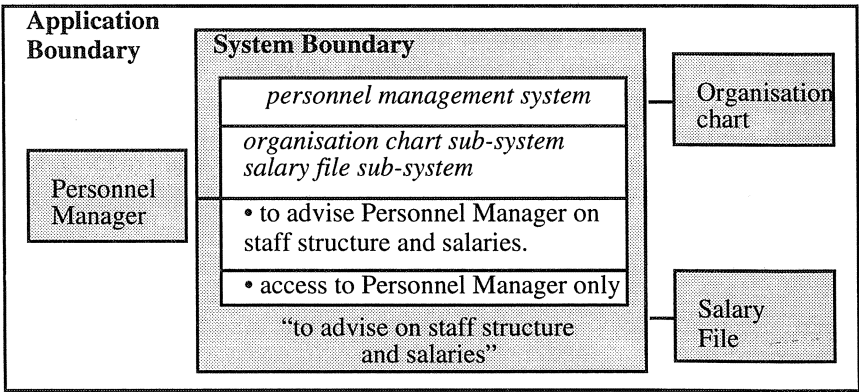 Application
Boundary
System Boundary
personnel management system
organisation chart sub-system
salary file sub-system
• to advise Personnel Manager on
staff structure and salaries.
• access to Personnel Manager only
“to advise on staff structure
and salaries”
Personnel
Manager
Organisation
chart
Salary
File